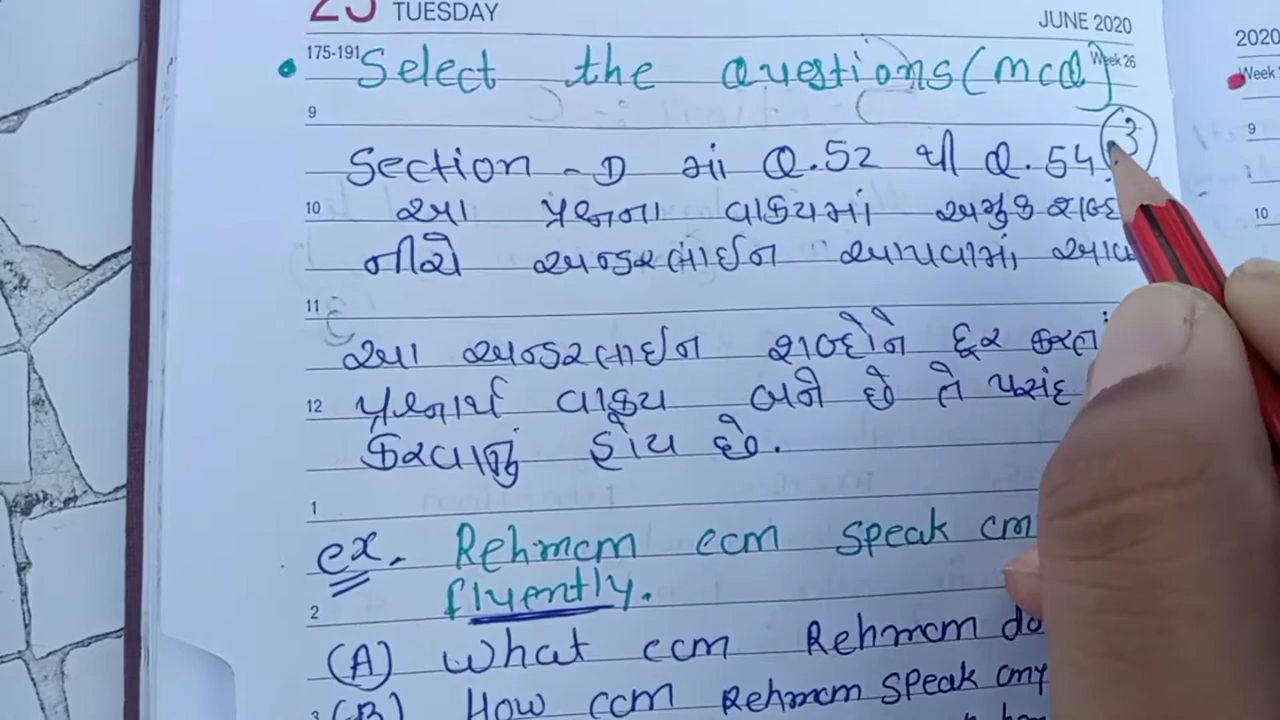 25 TUESDAY
JUNE 2020
175-191
Week 26
Select the Questions (mcQ)
9
Section - D માં Q.52 થી Q.54 3
10 આ પ્રશ્નના વાક્યમાં અમુક શબ્દ
નીચે અન્ડરલાઈન આપવામાં
11
આ અન્ડરલાઈન શબ્દોને દૂર કરતાં
12 પ્રશ્નાર્થ વાક્ય બને છે તે પસંદ
કરવાનું હોય છે.
1
ex. Rehman can speak
2 fluently.
(A) What can Rehman do
3 (B) How can Rehman speak any
2020
Week
9
10